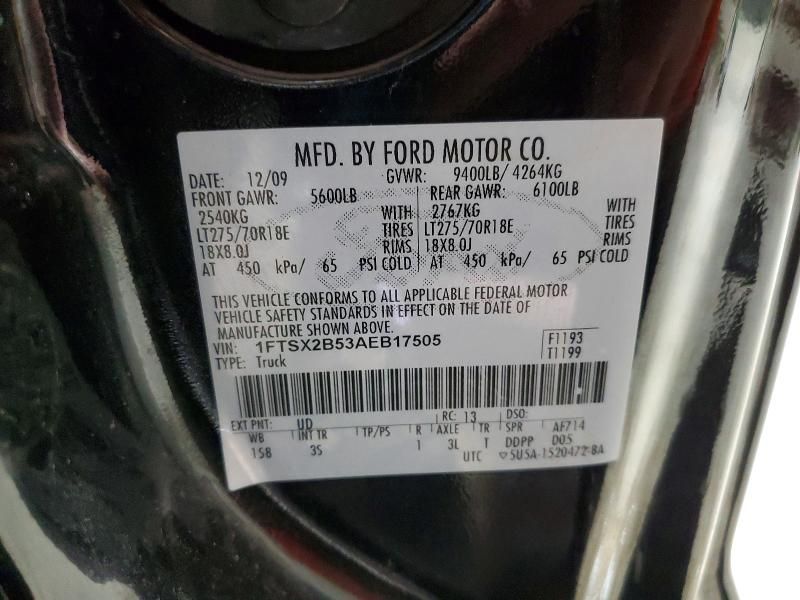 MFD. BY FORD MOTOR CO.
DATE: 12/09 GVWR: 9400LB/ 4264KG
FRONT GAWR: 5600LB REAR GAWR: 6100LB
2540KG WITH 2767KG WITH
LT275/70R18E TIRES LT275/70R18E TIRES
18X8.0J RIMS 18X8.0J RIMS
AT 450 kPa/ 65 PSI COLD AT 450 kPa/ 65 PSI COLD
THIS VEHICLE CONFORMS TO ALL APPLICABLE FEDERAL MOTOR
VEHICLE SAFETY STANDARDS IN EFFECT ON THE DATE OF
MANUFACTURE SHOWN ABOVE.
VIN: 1FTSX2B53AEB17505 F1193
TYPE: Truck T1199
EXT PNT: UD RC: 13 DSO:
WB INT TR TP/PS R AXLE TR SPR AF714
158 3S 1 3L T DDPP D05
UTC ▽5U5A-1520472-BA